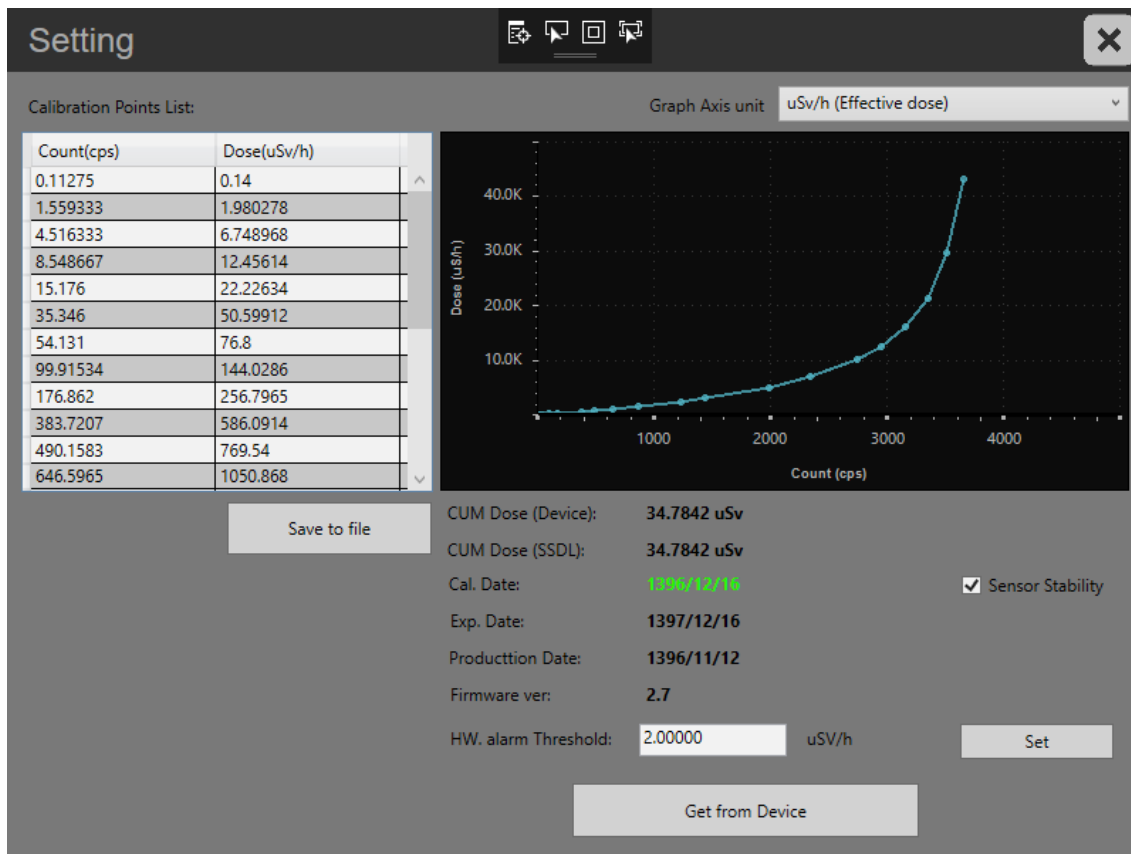 Setting
Calibration Points List:
Graph Axis unit uSv/h (Effective dose)
Count(cps) Dose(uSv/h)
0.11275 0.14
1.559333 1.980278
4.516333 6.748968
8.548667 12.45614
15.176 22.22634
35.346 50.59912
54.131 76.8
99.91534 144.0286
176.862 256.7965
383.7207 586.0914
490.1583 769.54
646.5965 1050.868
Dose (uS/h)
40.0K
30.0K
20.0K
10.0K
1000 2000 3000 4000
Count (cps)
Save to file
CUM Dose (Device): 34.7842 uSv
CUM Dose (SSDL): 34.7842 uSv
Cal. Date: 1396/12/16
Sensor Stability
Exp. Date: 1397/12/16
Producttion Date: 1396/11/12
Firmware ver: 2.7
HW. alarm Threshold: 2.00000 uSV/h
Set
Get from Device